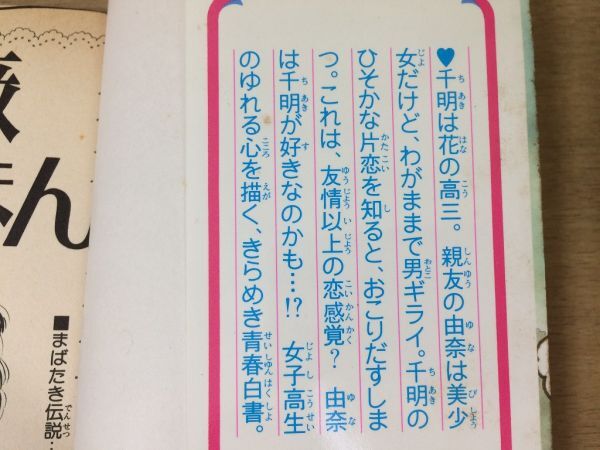 ♥千明は花の高三。親友の由奈は美少
女だけど、わがままで男ギライ。千明の
ひそかな片恋を知ると、おこりだすしま
つ。これは、友情以上の恋感覚？　由奈
は千明が好きなのかも…!?　女子高生
のゆれる心を描く、きらめき青春白書。
ほん
■まばたき伝説…